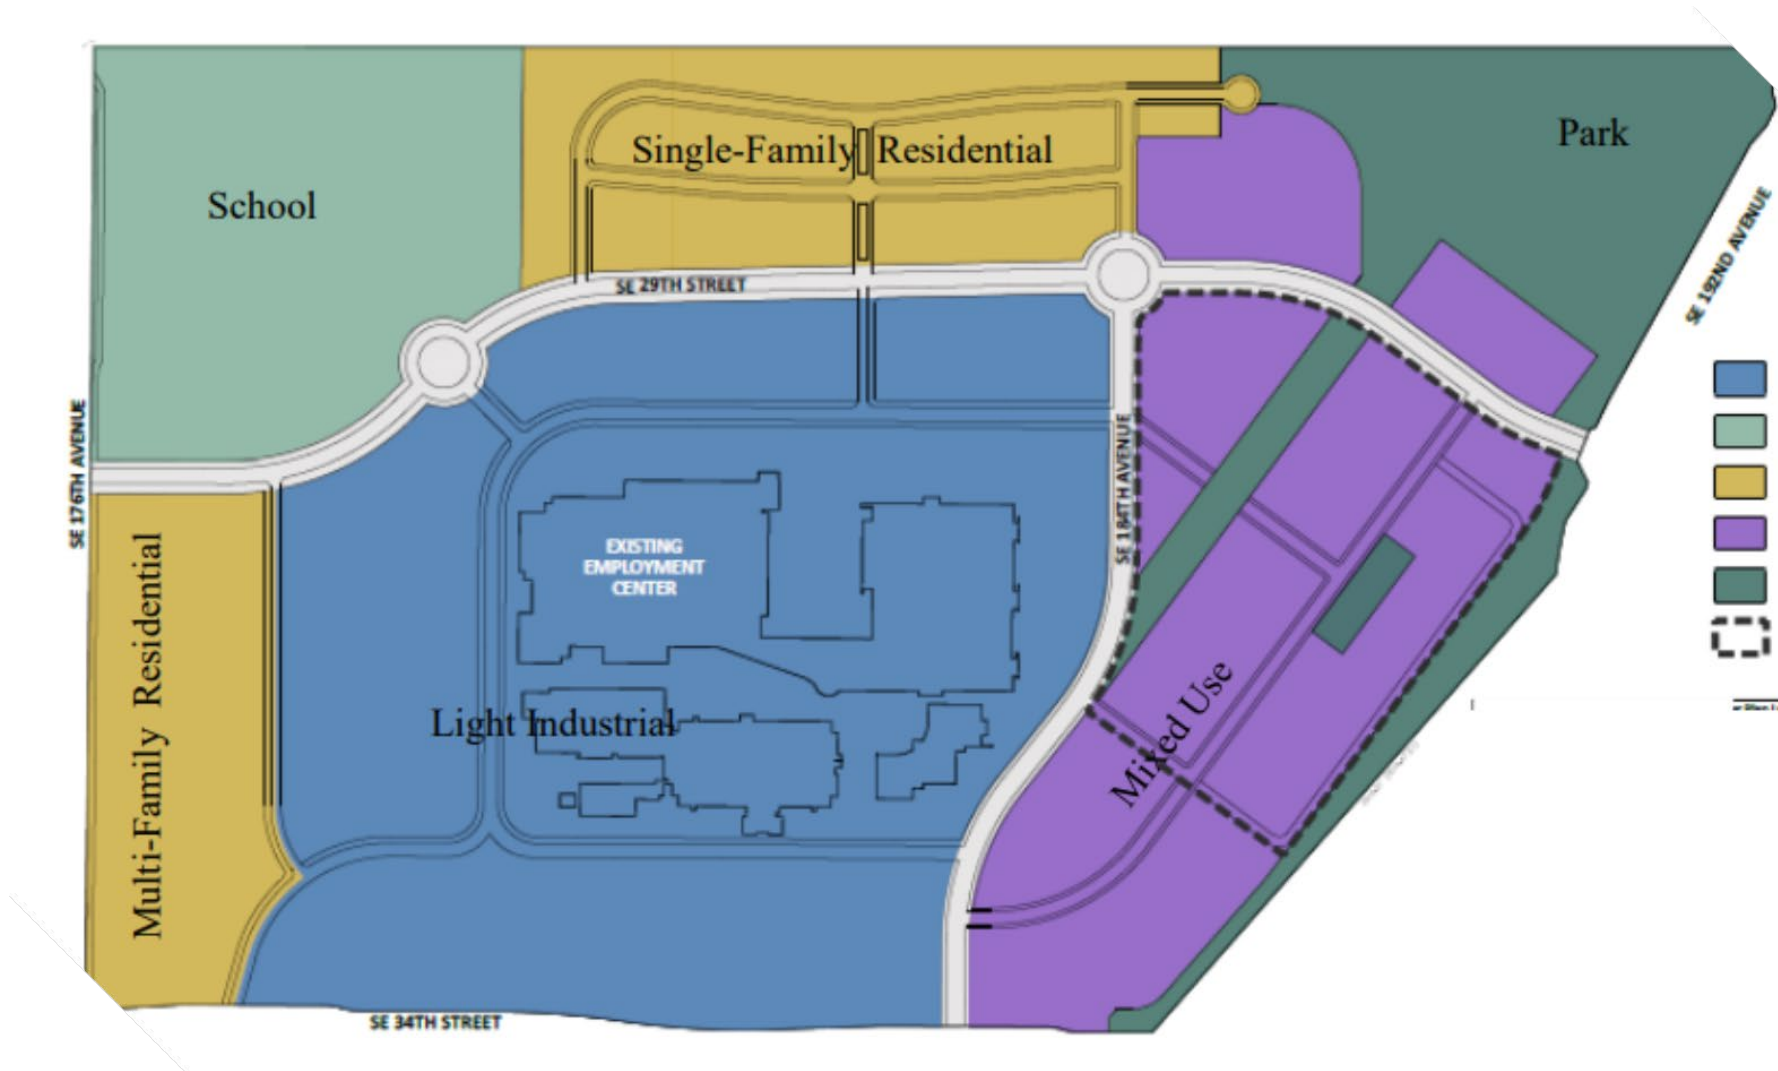 Park
Single-Family Residential
School
SE 192ND AVENUE
SE 29TH STREET
SE 176TH AVENUE
SE 184TH AVENUE
EXISTING
EMPLOYMENT
CENTER
Multi-Family Residential
Light Industrial
Mixed Use
SE 34TH STREET